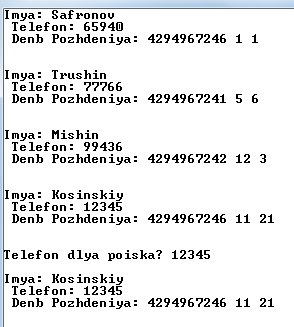 Imya: Safronov
Telefon: 65940
Denb Pozhdeniya: 4294967246 1 1
Imya: Trushin
Telefon: 77766
Denb Pozhdeniya: 4294967241 5 6
Imya: Mishin
Telefon: 99436
Denb Pozhdeniya: 4294967242 12 3
Imya: Kosinskiy
Telefon: 12345
Denb Pozhdeniya: 4294967246 11 21
Telefon dlya poiska? 12345
Imya: Kosinskiy
Telefon: 12345
Denb Pozhdeniya: 4294967246 11 21